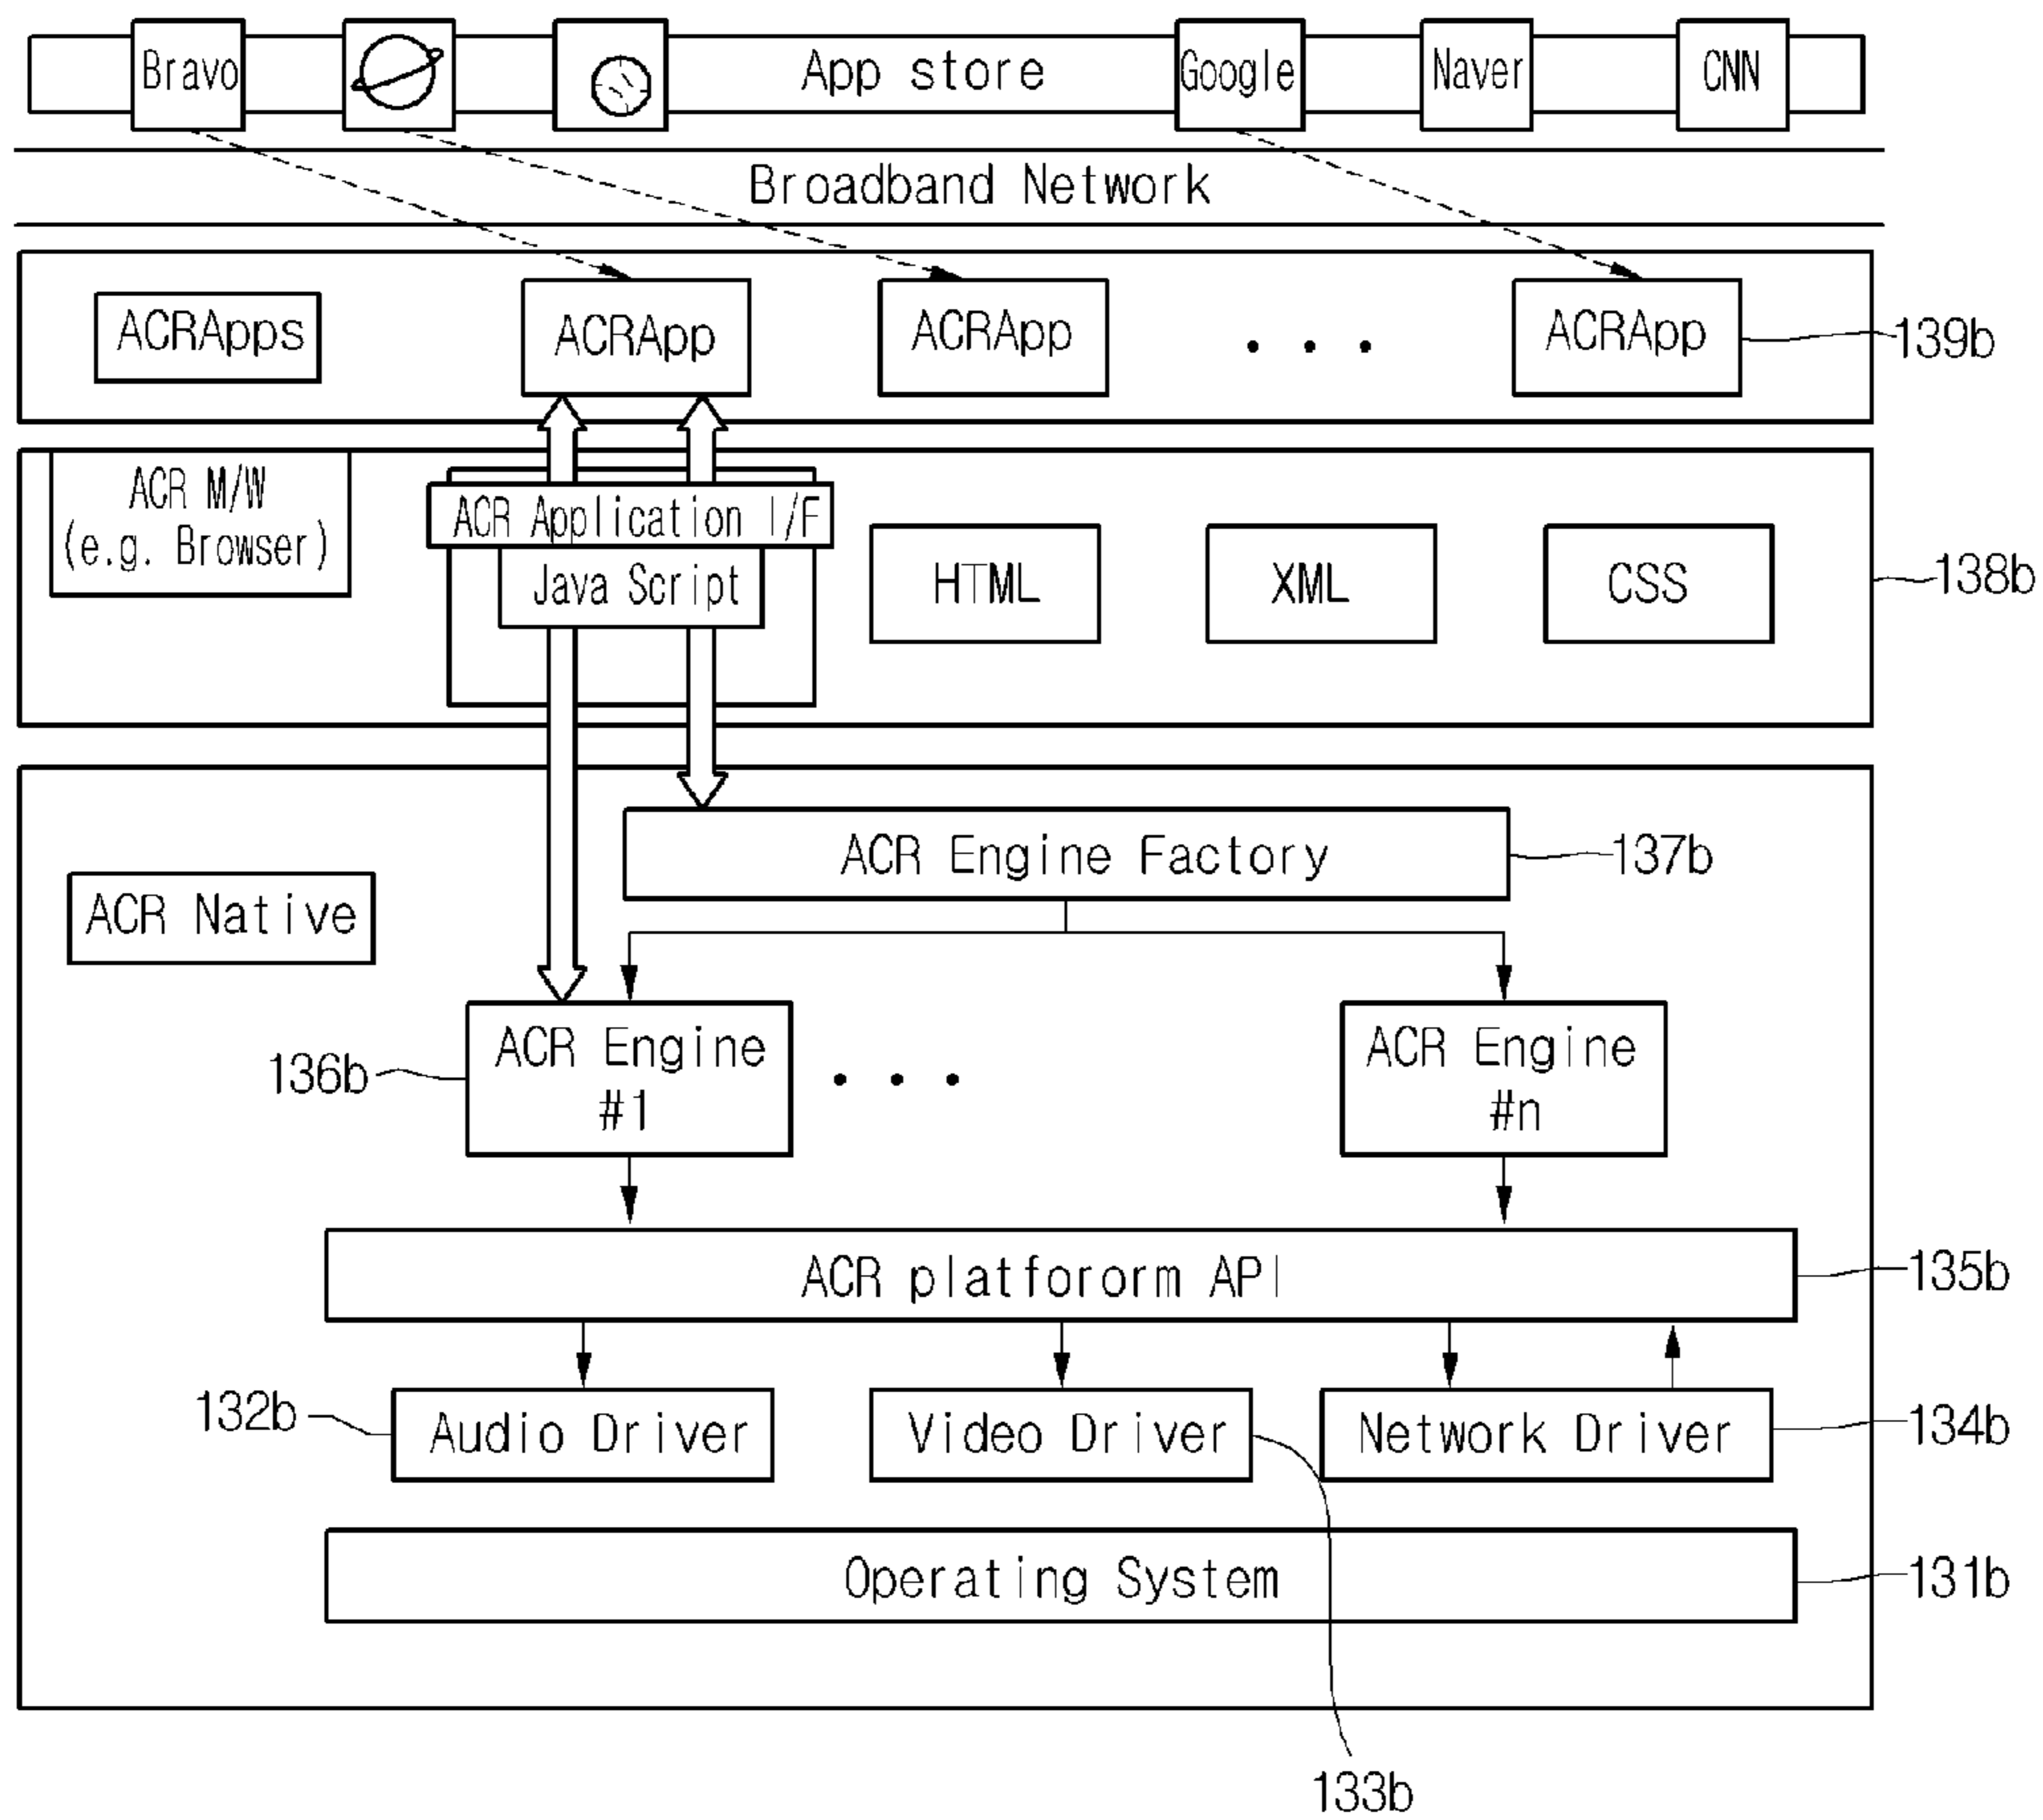 Bravo
App store
Google
Naver
CNN
Broadband Network
ACRApps
ACRApp
ACRApp
• • •
ACRApp
139b
ACR M/W
(e.g. Browser)
ACR Application I/F
Java Script
HTML
XML
CSS
138b
ACR Engine Factory
137b
ACR Native
136b
ACR Engine
#1
• • •
ACR Engine
#n
ACR platfororm API
135b
132b
Audio Driver
Video Driver
Network Driver
134b
Operating System
131b
133b